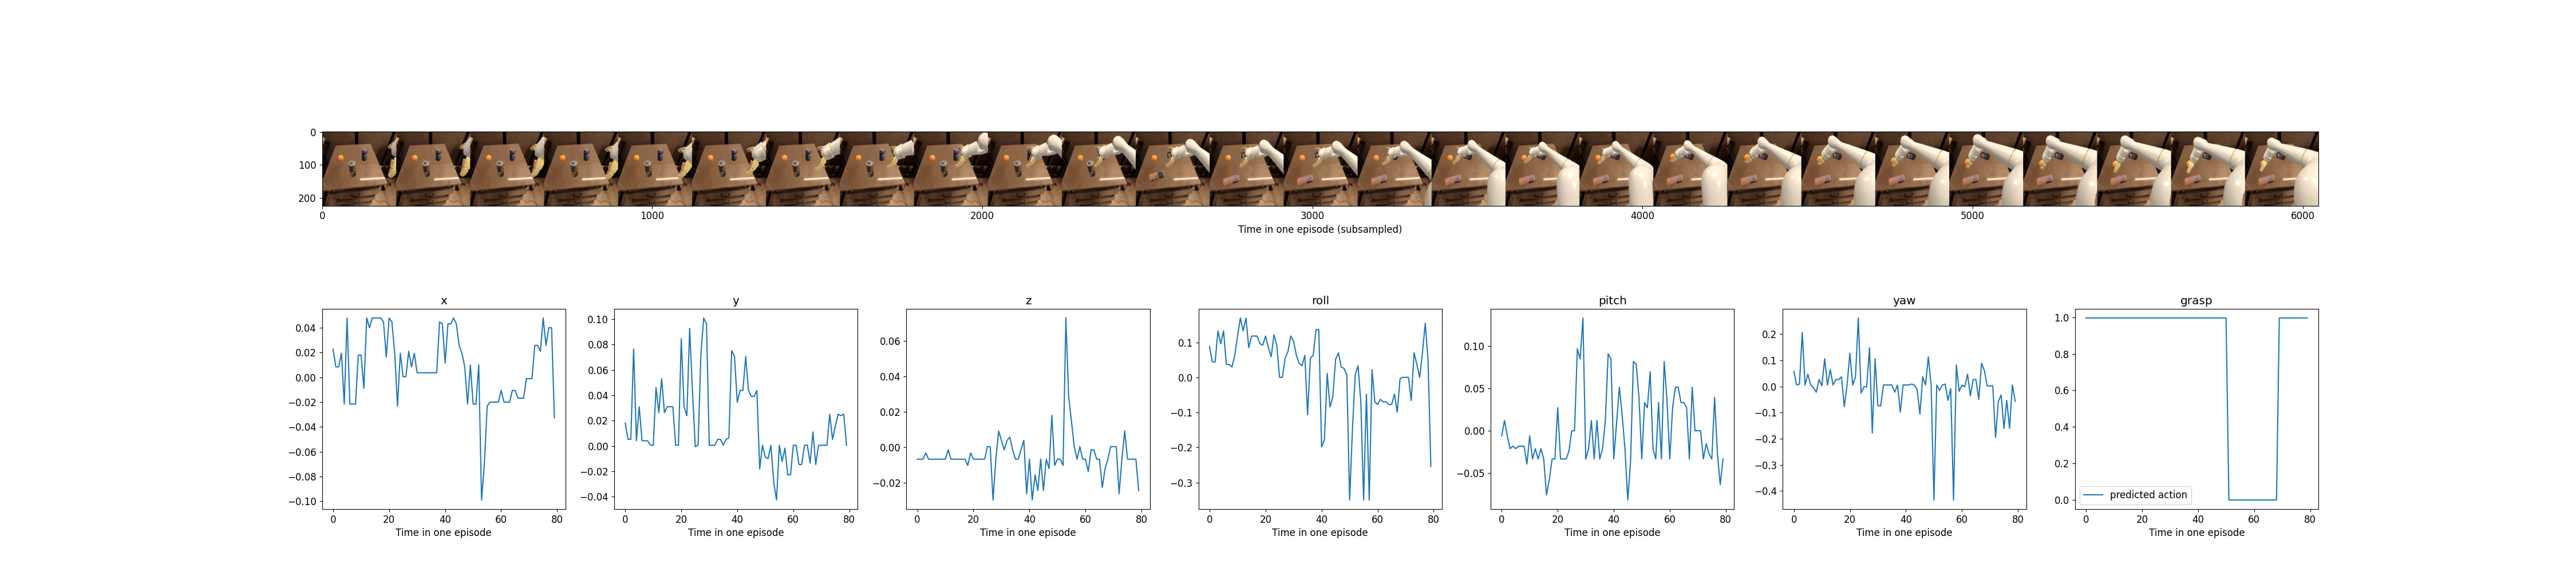 0
100
200
0 1000 2000 3000 4000 5000 6000
Time in one episode (subsampled)
x
0.04
0.02
0.00
−0.02
−0.04
−0.06
−0.08
−0.10
0 20 40 60 80
Time in one episode
y
0.10
0.08
0.06
0.04
0.02
0.00
−0.02
−0.04
0 20 40 60 80
Time in one episode
z
0.06
0.04
0.02
0.00
−0.02
0 20 40 60 80
Time in one episode
roll
0.1
0.0
−0.1
−0.2
−0.3
0 20 40 60 80
Time in one episode
pitch
0.10
0.05
0.00
−0.05
0 20 40 60 80
Time in one episode
yaw
0.2
0.1
0.0
−0.1
−0.2
−0.3
−0.4
0 20 40 60 80
Time in one episode
grasp
1.0
0.8
0.6
0.4
0.2
0.0
predicted action
0 20 40 60 80
Time in one episode